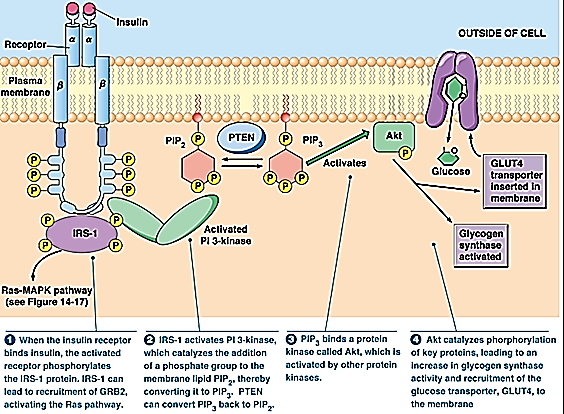 Insulin
Receptor
α
α
OUTSIDE OF CELL
Plasma
membrane
β
β
P
P
P
P
P
P
P
P
P
P
IRS-1
Ras-MAPK pathway
(see Figure 14-17)
Activated
PI 3-kinase
PIP2
P
P
P
PTEN
PIP3
P
P
P
P
Activates
Akt
P
Glucose
GLUT4
transporter
inserted in
membrane
Glycogen
synthase
activated
1 When the insulin receptor
binds insulin, the activated
receptor phosphorylates
the IRS-1 protein. IRS-1 can
lead to recruitment of GRB2,
activating the Ras pathway.
2 IRS-1 activates PI 3-kinase,
which catalyzes the addition
of a phosphate group to the
membrane lipid PIP2, thereby
converting it to PIP3. PTEN
can convert PIP3 back to PIP2.
3 PIP3 binds a protein
kinase called Akt, which is
activated by other protein
kinases.
4 Akt catalyzes phorphorylation
of key proteins, leading to an
increase in glycogen synthase
activity and recruitment of the
glucose transporter, GLUT4, to
the membrane